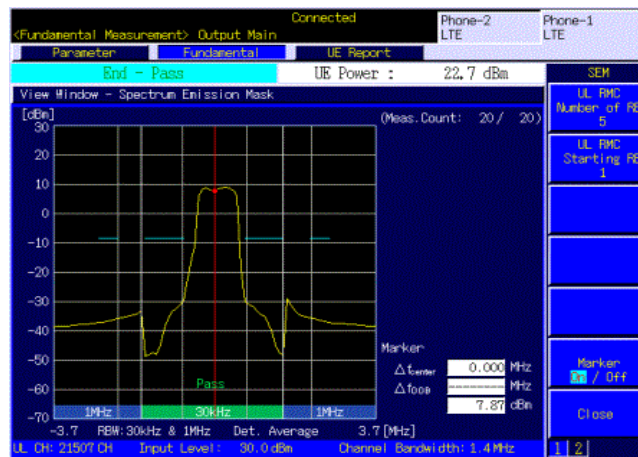 Connected
<Fundamental Measurement> Output Main
Phone-2
LTE
Phone-1
LTE
Parameter
Fundamental
UE Report
End - Pass
UE Power :
22.7 dBm
SEM
View Window - Spectrum Emission Mask
UL RMC
Number of RB
5
[dBm]
(Meas.Count: 20/ 20)
30
20
10
0
-10
-20
-30
-40
-50
-60
-70
UL RMC
Starting RB
1
Marker
Δfcenter
0.000 MHz
ΔfOOB
-------- MHz
7.87 dBm
Pass
1MHz
30kHz
1MHz
Marker
On / Off
Close
-3.7 RBW:30kHz & 1MHz Det. Average 3.7 [MHz]
UL CH: 21507 CH Input Level: 30.0 dBm Channel Bandwidth: 1.4 MHz
1 2